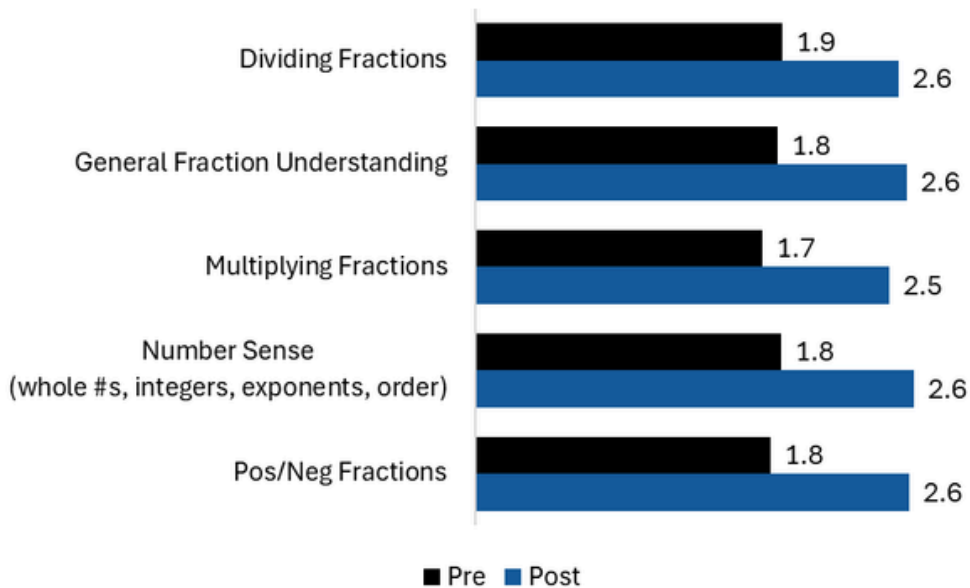 Dividing Fractions
1.9
2.6
General Fraction Understanding
1.8
2.6
Multiplying Fractions
1.7
2.5
Number Sense
(whole #s, integers, exponents, order)
1.8
2.6
Pos/Neg Fractions
1.8
2.6
Pre Post